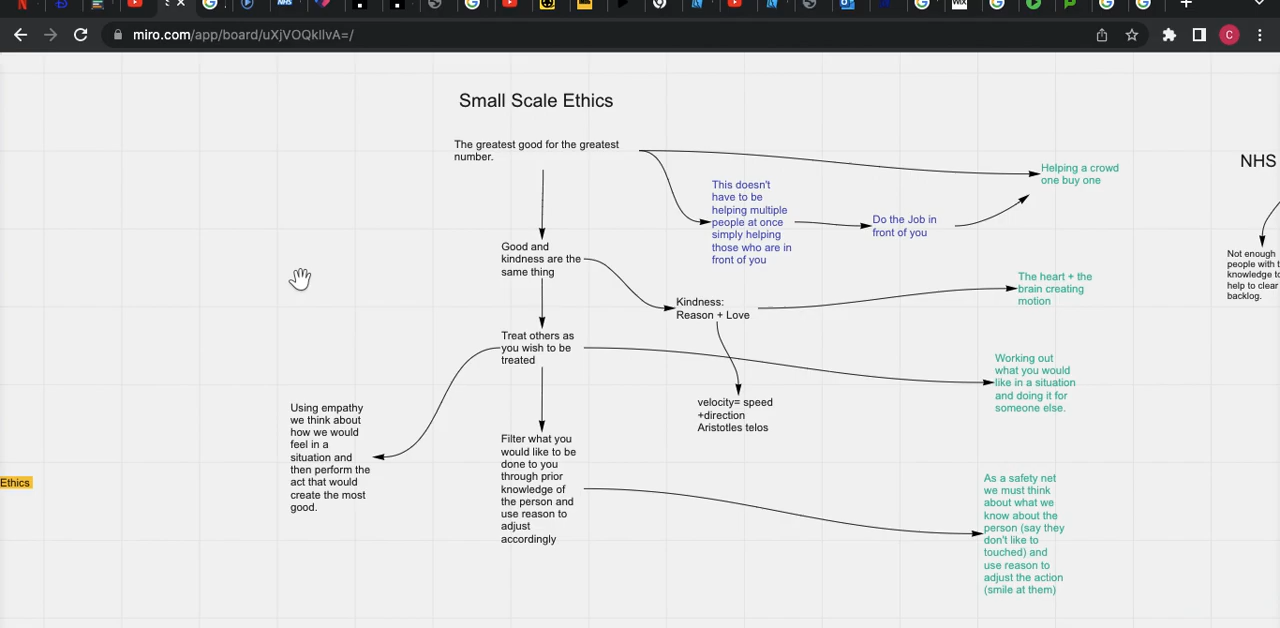 miro.com/app/board/uXjVOQkllvA=/
Small Scale Ethics
The greatest good for the greatest
number.
Helping a crowd
one buy one
This doesn't
have to be
helping multiple
people at once
simply helping
those who are in
front of you
Do the Job in
front of you
NHS
Good and
kindness are the
same thing
Not enough
people with t
knowledge to
help to clear
backlog.
Kindness:
Reason + Love
The heart + the
brain creating
motion
Treat others as
you wish to be
treated
Working out
what you would
like in a situation
and doing it for
someone else.
velocity= speed
+direction
Aristotles telos
Using empathy
we think about
how we would
feel in a
situation and
then perform the
act that would
create the most
good.
Filter what you
would like to be
done to you
through prior
knowledge of
the person and
use reason to
adjust
accordingly
Ethics
As a safety net
we must think
about what we
know about the
person (say they
don't like to
touched) and
use reason to
adjust the action
(smile at them)